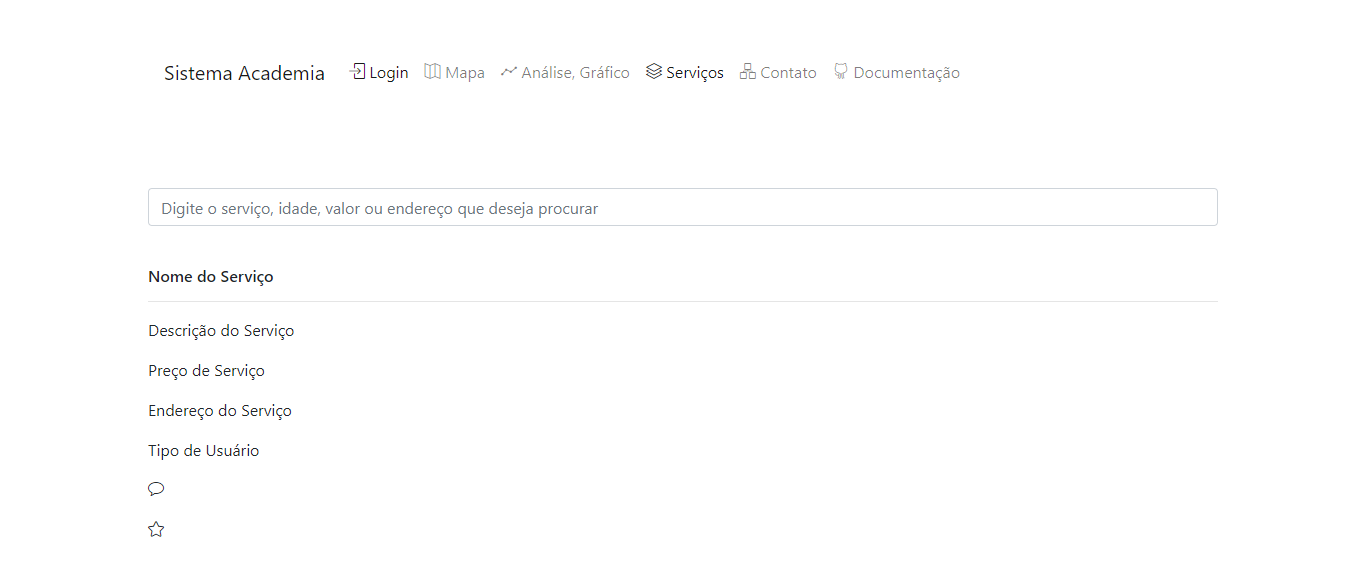 Sistema Academia Login Mapa Análise, Gráfico Serviços Contato Documentação
Digite o serviço, idade, valor ou endereço que deseja procurar
Nome do Serviço
Descrição do Serviço
Preço de Serviço
Endereço do Serviço
Tipo de Usuário